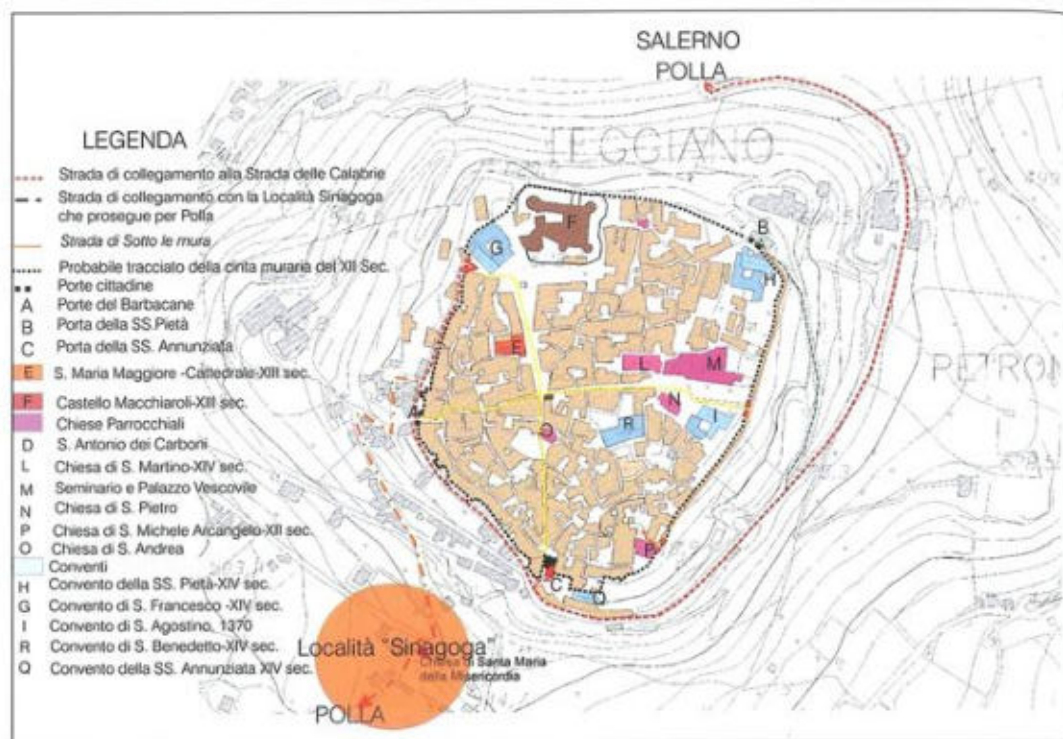 SALERNO
POLLA
TEGGIANO
LEGENDA
Strada di collegamento alla Strada delle Calabrie
Strada di collegamento con la Località Sinagoga
che prosegue per Polla
Strada di Sotto le mura
Probabile tracciato della cinta muraria del XII Sec.
Porte cittadine
A Porte del Barbacane
B Porta della SS.Pietà
C Porta della SS. Annunziata
E S. Maria Maggiore -Cattedrale-XIII sec.
F Castello Macchiaroli-XIII sec.
Chiese Parrocchiali
D S. Antonio dei Carboni
L Chiesa di S. Martino-XIV sec.
M Seminario e Palazzo Vescovile
N Chiesa di S. Pietro
P Chiesa di S. Michele Arcangelo-XII sec.
O Chiesa di S. Andrea
Conventi
H Convento della SS. Pietà-XIV sec.
G Convento di S. Francesco -XIV sec.
I Convento di S. Agostino, 1370
R Convento di S. Benedetto-XIV sec.
Q Convento della SS. Annunziata XIV sec.
F
G
B
H
E
L
M
PETRON
A
N
I
R
O
P
C
Q
Località "Sinagoga"
Chiesa di Santa Maria
della Misericordia
POLLA